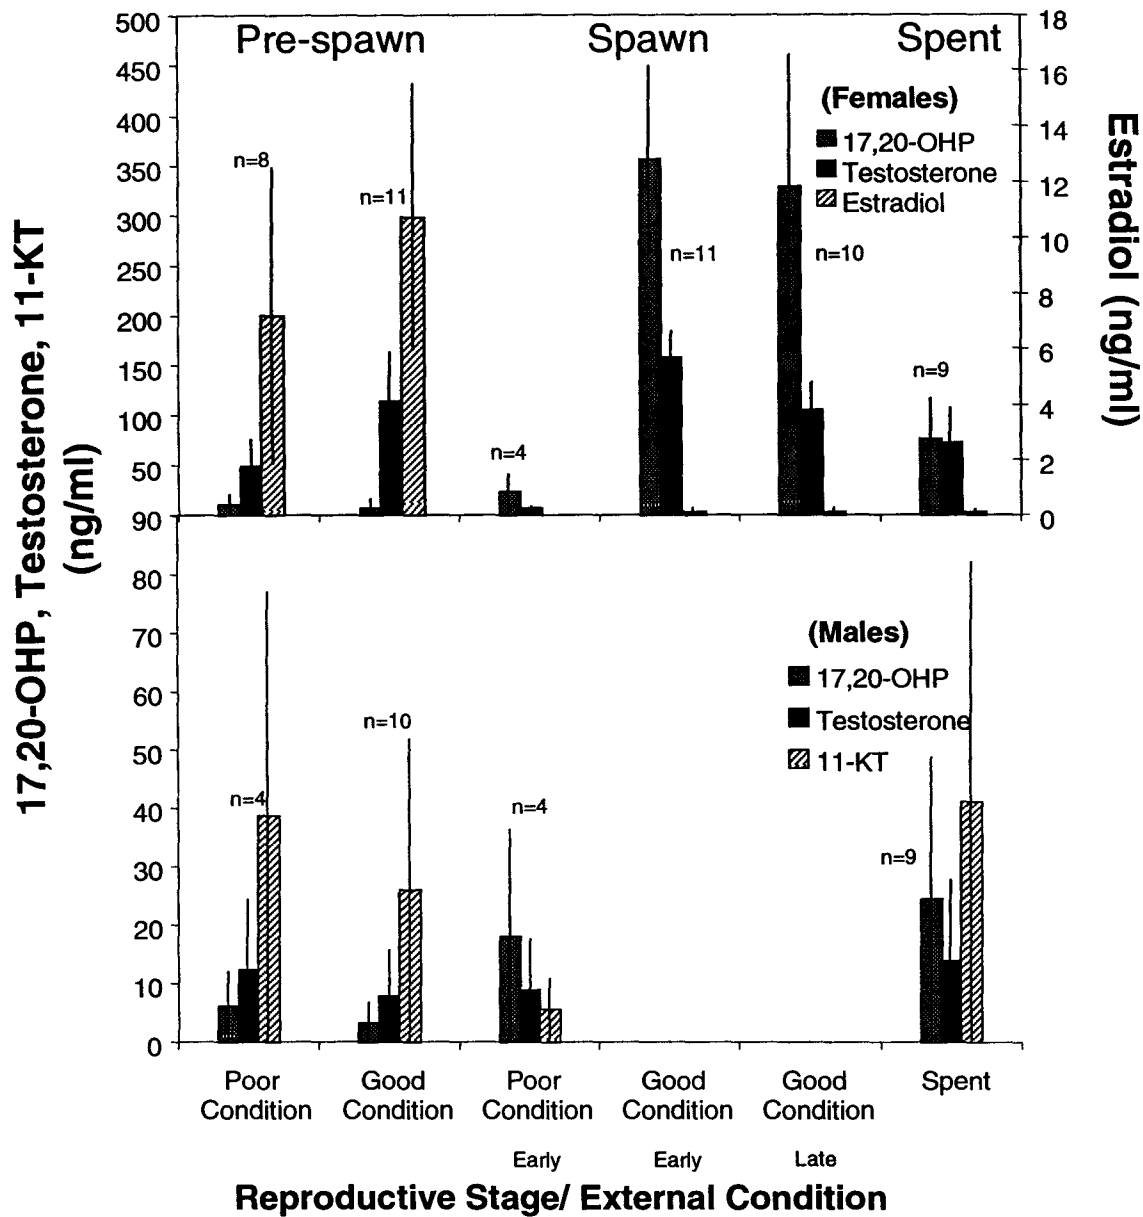 Pre-spawn Spawn Spent
500
450
400
350
300
250
200
150
100
50
90
80
70
60
50
40
30
20
10
0
18
16
14
12
10
8
6
4
2
0
17,20-OHP, Testosterone, 11-KT
(ng/ml)
Estradiol (ng/ml)
(Females)
17,20-OHP
Testosterone
Estradiol
n=8
n=11
n=4
n=11
n=10
n=9
(Males)
17,20-OHP
Testosterone
11-KT
n=4
n=10
n=4
n=9
Poor Good Poor Good Good Spent
Condition Condition Condition Condition Condition
Early Early Late
Reproductive Stage/ External Condition